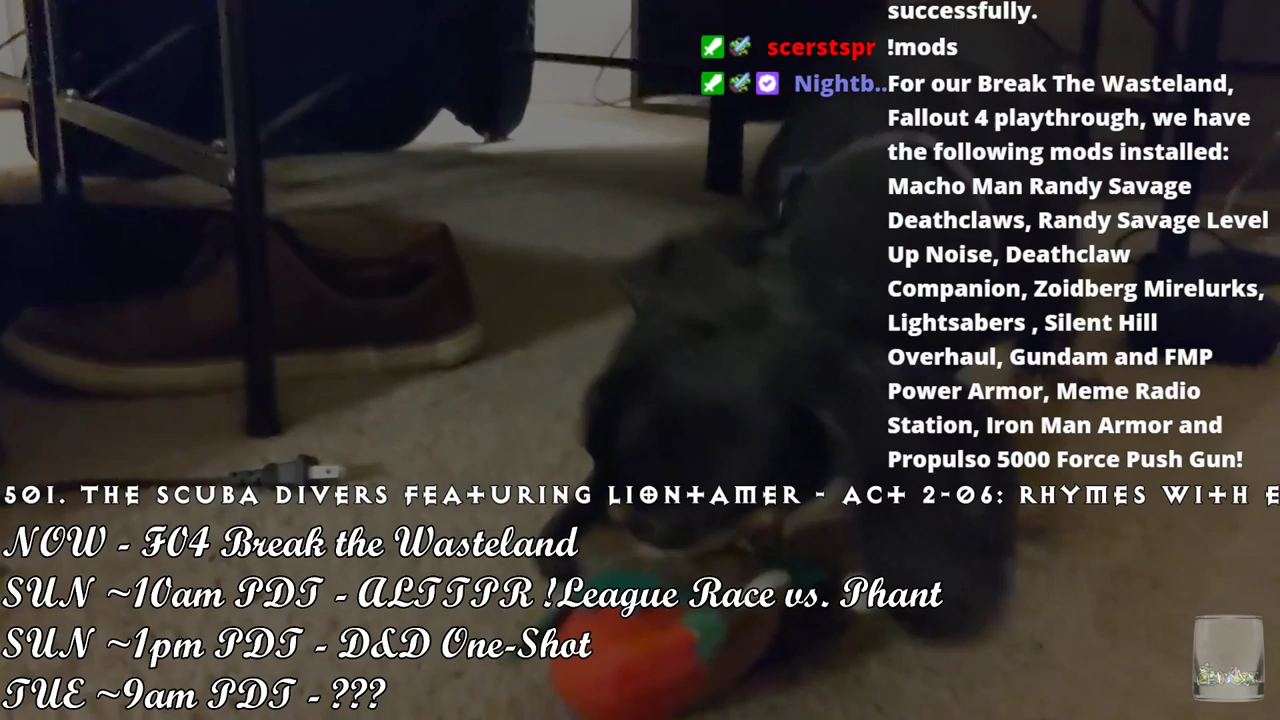 successfully.
scerstspr !mods
Nightb.. For our Break The Wasteland,
Fallout 4 playthrough, we have
the following mods installed:
Macho Man Randy Savage
Deathclaws, Randy Savage Level
Up Noise, Deathclaw
Companion, Zoidberg Mirelurks,
Lightsabers , Silent Hill
Overhaul, Gundam and FMP
Power Armor, Meme Radio
Station, Iron Man Armor and
Propulso 5000 Force Push Gun!
501. THE SCUBA DIVERS FEATURING LIONTAMER - ACT 2-06: RHYMES WITH E
NOW - FO4 Break the Wasteland
SUN ~10am PDT - ALTTPR !League Race vs. Phant
SUN ~1pm PDT - D&D One-Shot
TUE ~9am PDT - ???